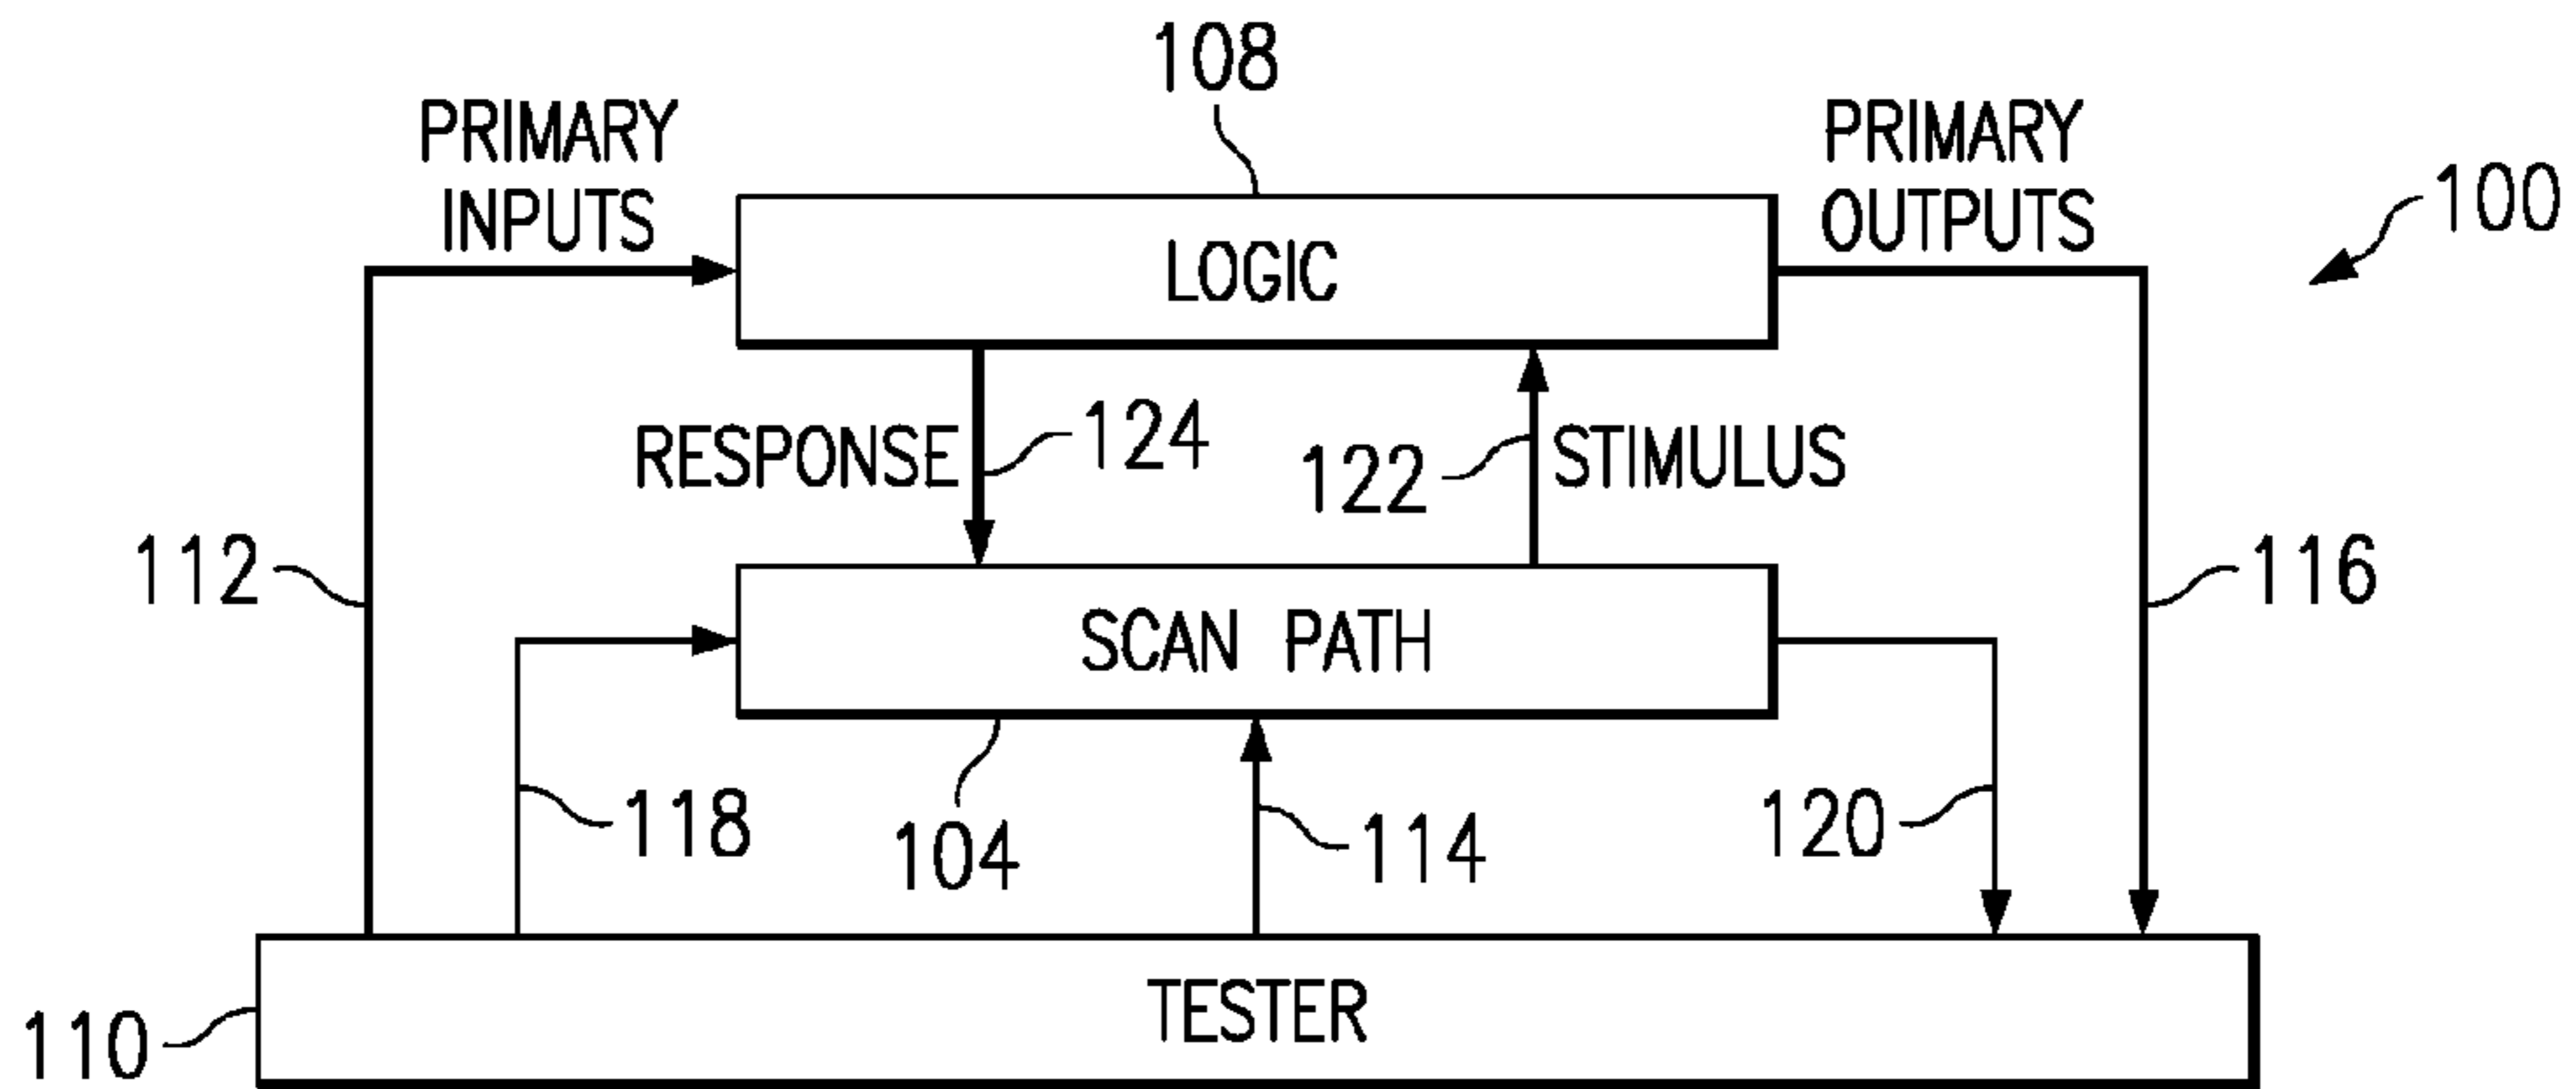 108
PRIMARY
INPUTS
PRIMARY
OUTPUTS
100
LOGIC
RESPONSE
124
122
STIMULUS
112
116
SCAN PATH
118
104
114
120
TESTER
110